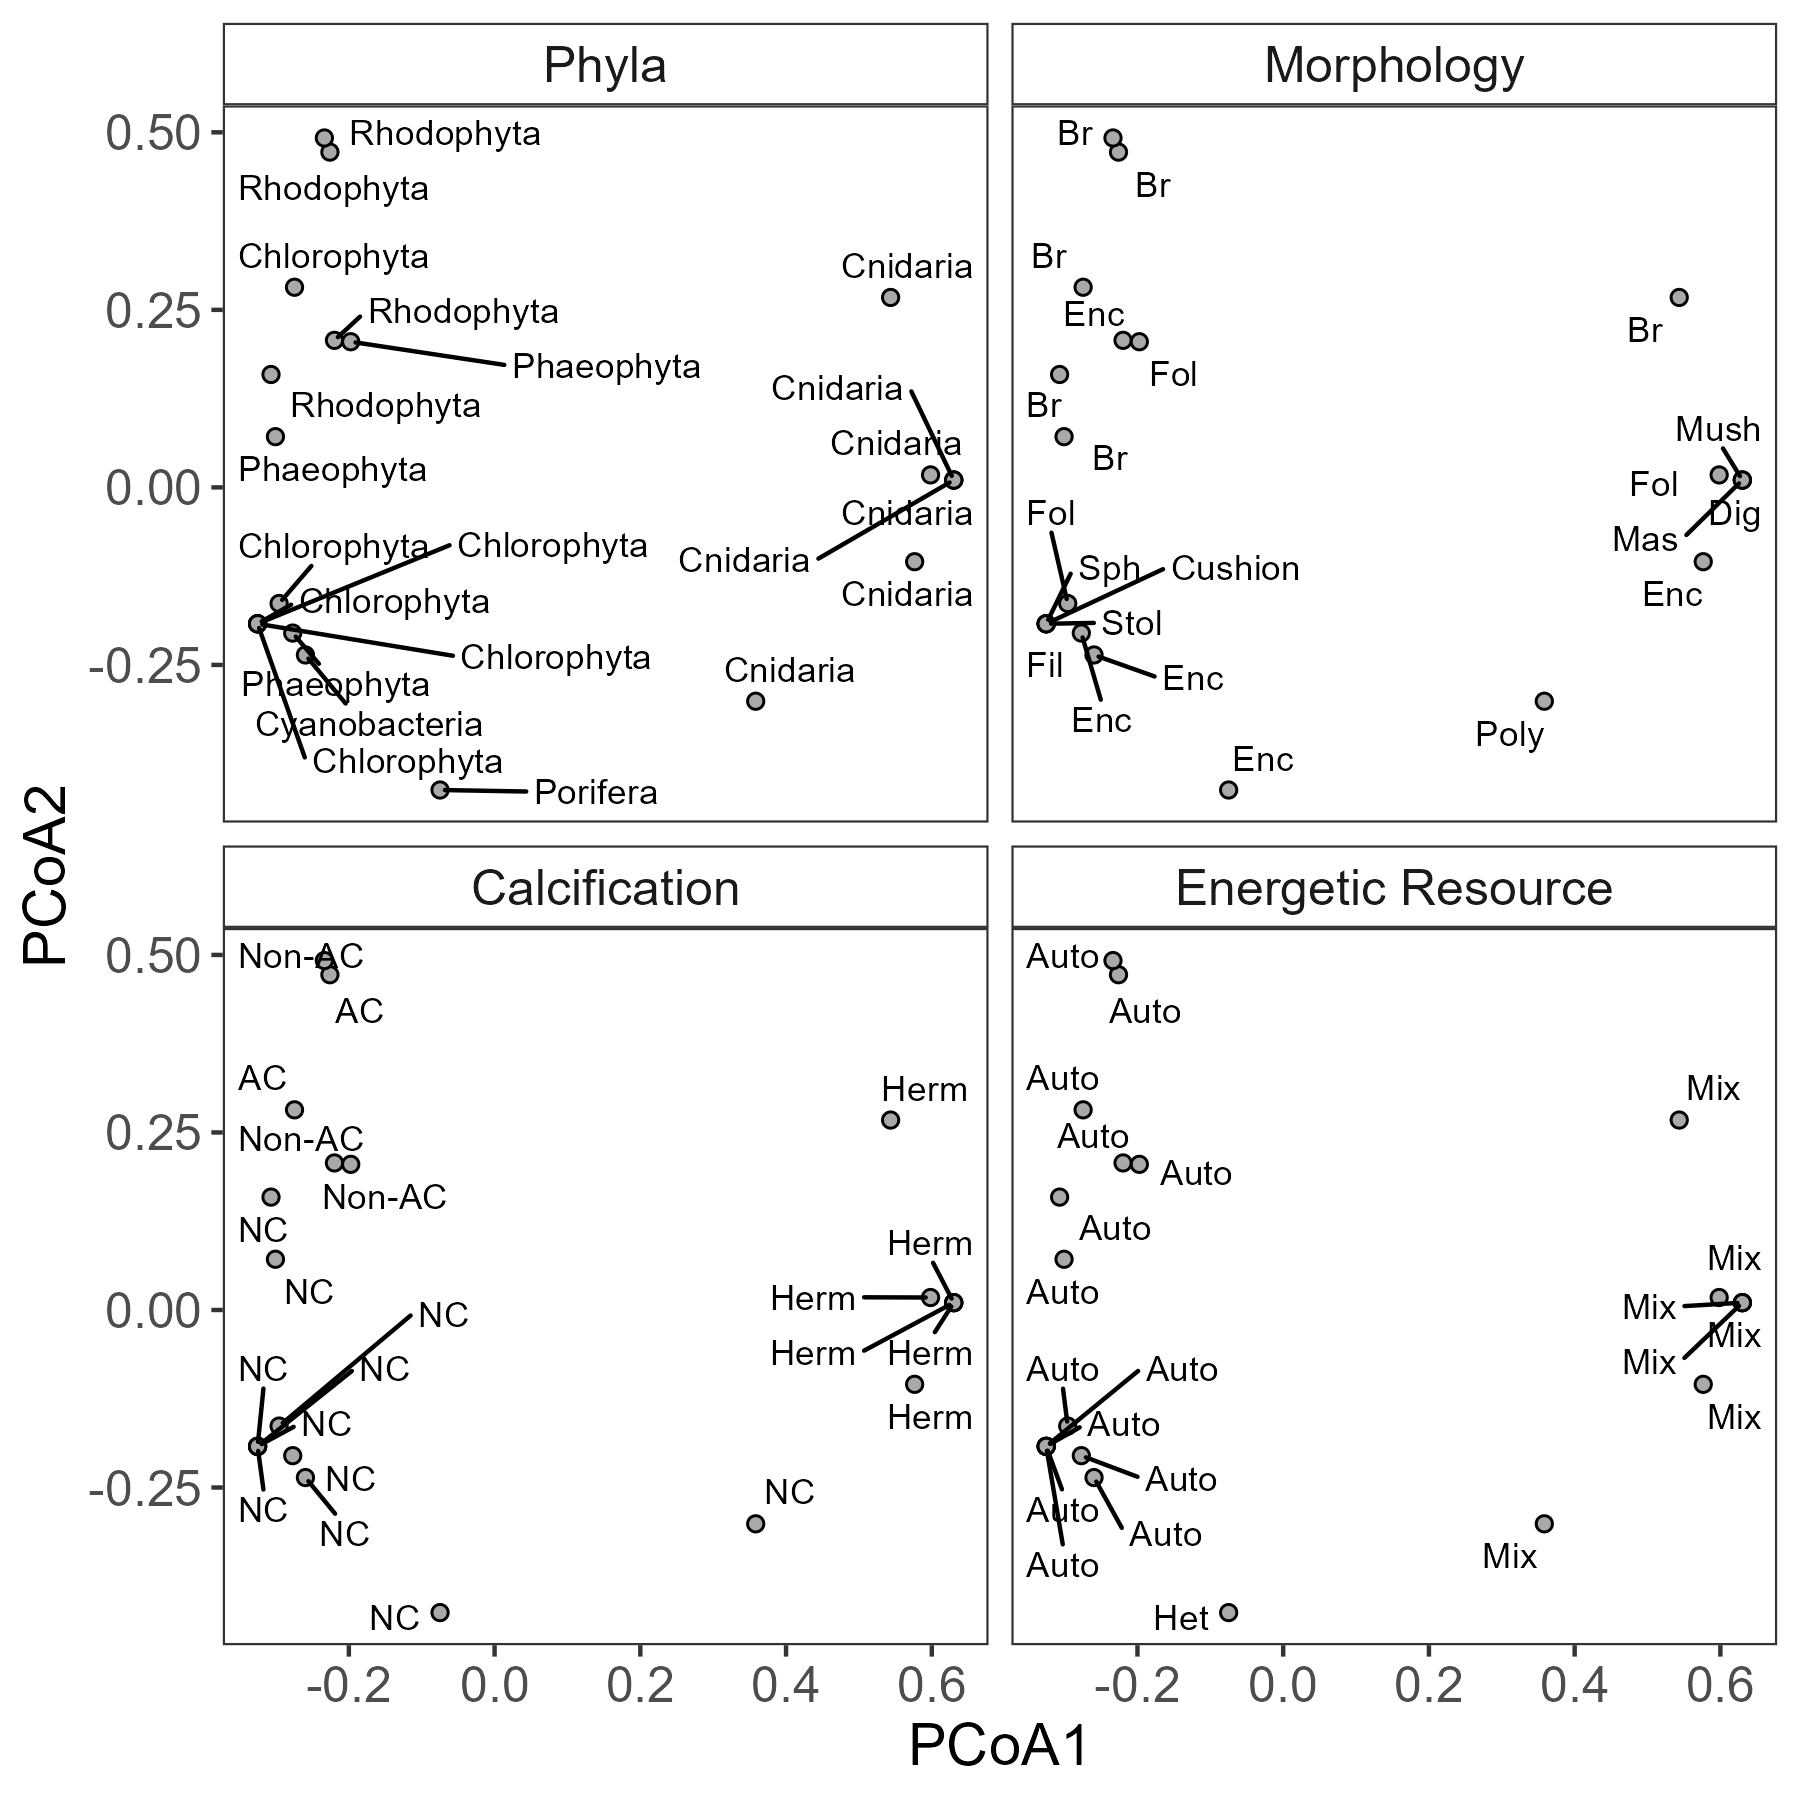 Phyla
Morphology
0.50
0.25
0.00
-0.25
Rhodophyta
Rhodophyta
Chlorophyta
Cnidaria
Rhodophyta
Phaeophyta
Cnidaria
Rhodophyta
Cnidaria
Phaeophyta
Cnidaria
Chlorophyta
Chlorophyta
Cnidaria
Cnidaria
Chlorophyta
Chlorophyta
Cnidaria
Phaeophyta
Cyanobacteria
Chlorophyta
Porifera
Br
Br
Br
Enc
Br
Fol
Br
Mush
Br
Fol
Fol
Dig
Mas
Sph
Cushion
Enc
Stol
Fil
Enc
Enc
Poly
Enc
PCoA2
Calcification
Energetic Resource
0.50
0.25
0.00
-0.25
Non-AC
AC
AC
Herm
Non-AC
Non-AC
NC
Herm
NC
Herm
NC
Herm
Herm
NC
NC
Herm
NC
NC
NC
NC
NC
NC
Auto
Auto
Auto
Mix
Auto
Auto
Auto
Mix
Auto
Mix
Mix
Mix
Auto
Auto
Mix
Auto
Auto
Auto
Auto
Mix
Auto
Het
-0.2 0.0 0.2 0.4 0.6
-0.2 0.0 0.2 0.4 0.6
PCoA1